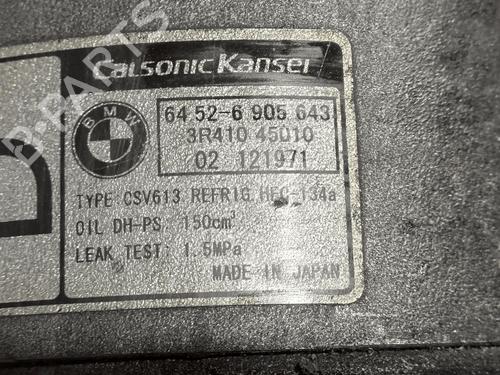 CalsonicKansei
BMW
64 52-6 905 643
3R410 45010
02 121971
TYPE CSV613 REFRIG HFC-134a
OIL DH-PS 150cm³
LEAK TEST: 1.5MPa
MADE IN JAPAN
B-PARTS